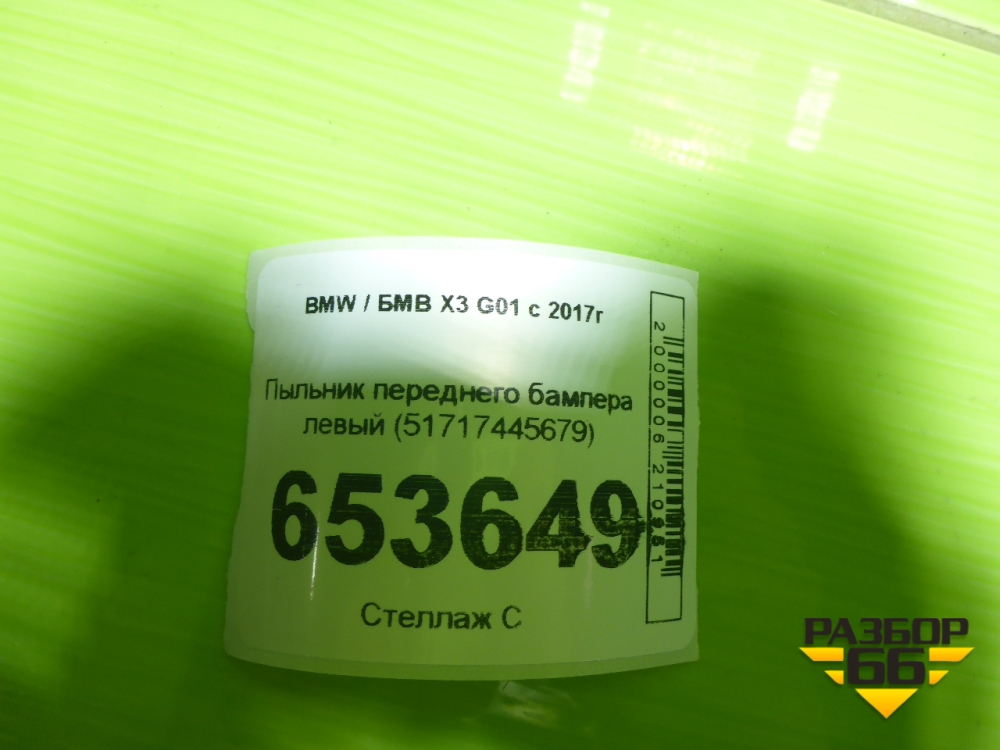 BMW / БМВ X3 G01 с 2017г
Пыльник переднего бампера
левый (51717445679)
653649
Стеллаж С
РАЗБОР
66